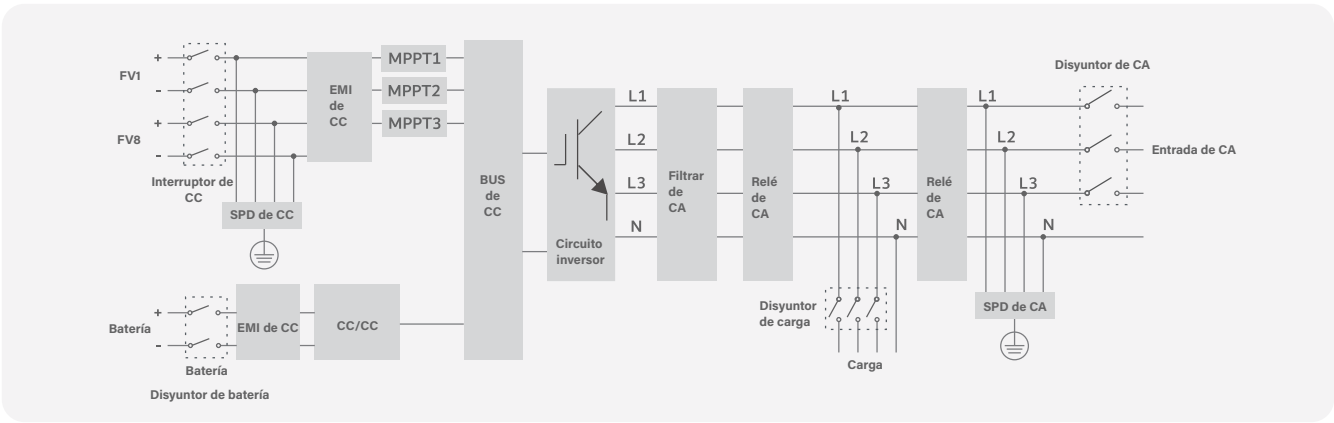 +
FV1
-
+
FV8
-
Interruptor de
CC
SPD de CC
EMI
de
CC
MPPT1
MPPT2
MPPT3
BUS
de
CC
+
Batería
-
Batería
Disyuntor de batería
EMI de CC
CC/CC
Circuito
inversor
L1
L2
L3
N
Filtrar
de
CA
Relé
de
CA
L1
L2
L3
N
Disyuntor
de carga
Carga
Relé
de
CA
L1
L2
L3
N
SPD de CA
Disyuntor de CA
Entrada de CA